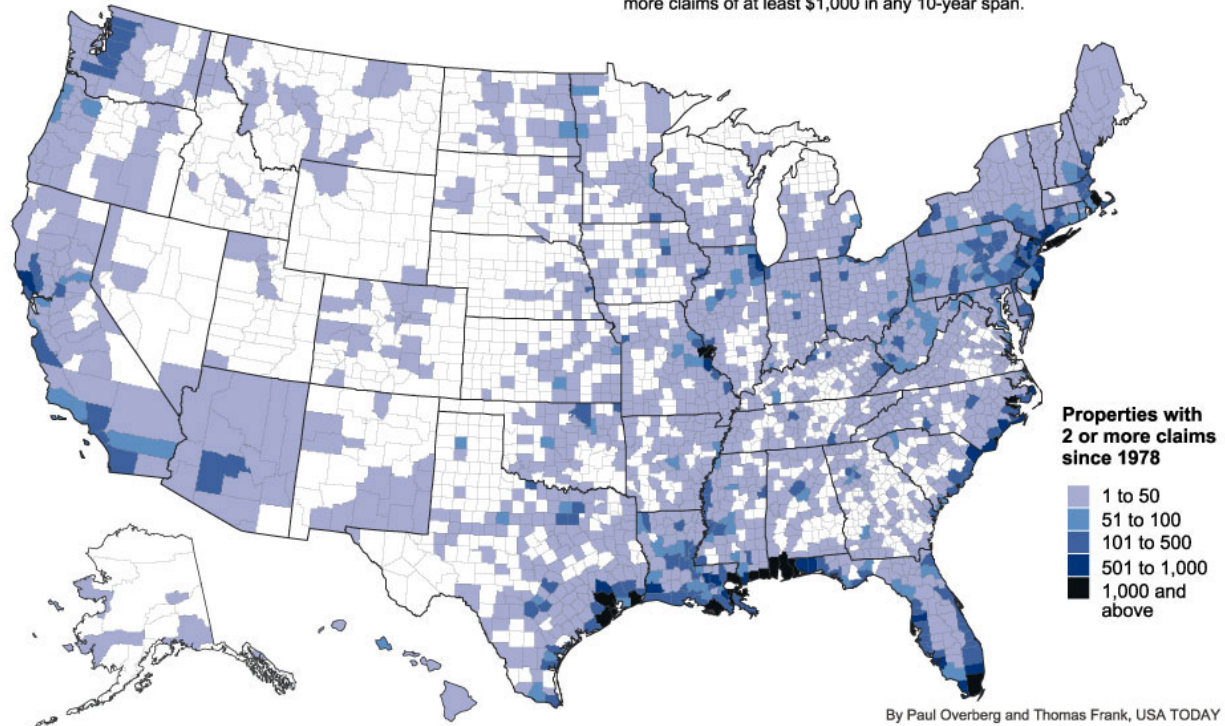 more claims of at least $1,000 in any 10-year span.
Properties with
2 or more claims
since 1978
1 to 50
51 to 100
101 to 500
501 to 1,000
1,000 and
above
By Paul Overberg and Thomas Frank, USA TODAY